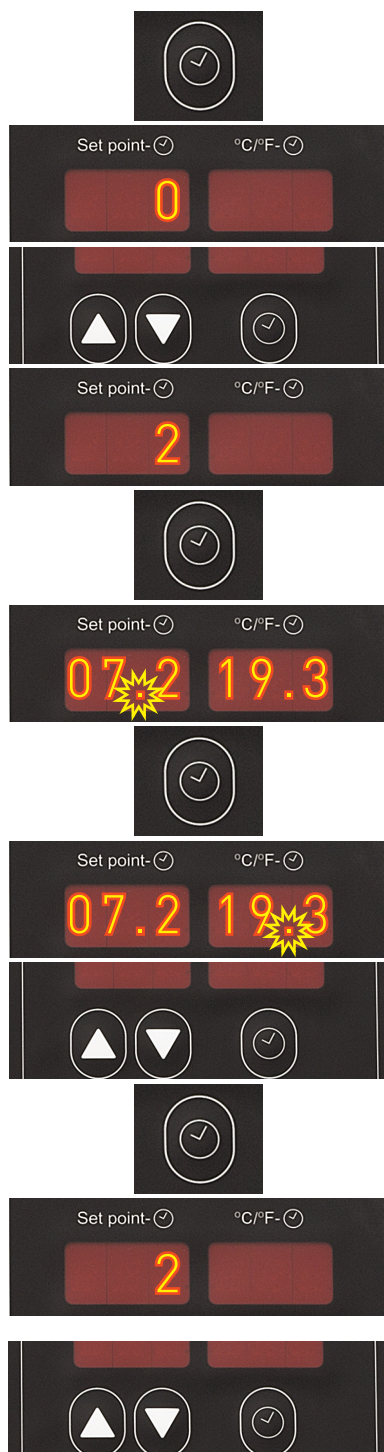 Set point- °C/°F-
0
Set point- °C/°F-
2
Set point- °C/°F-
07.2 19.3
Set point- °C/°F-
07.2 19.3
Set point- °C/°F-
2